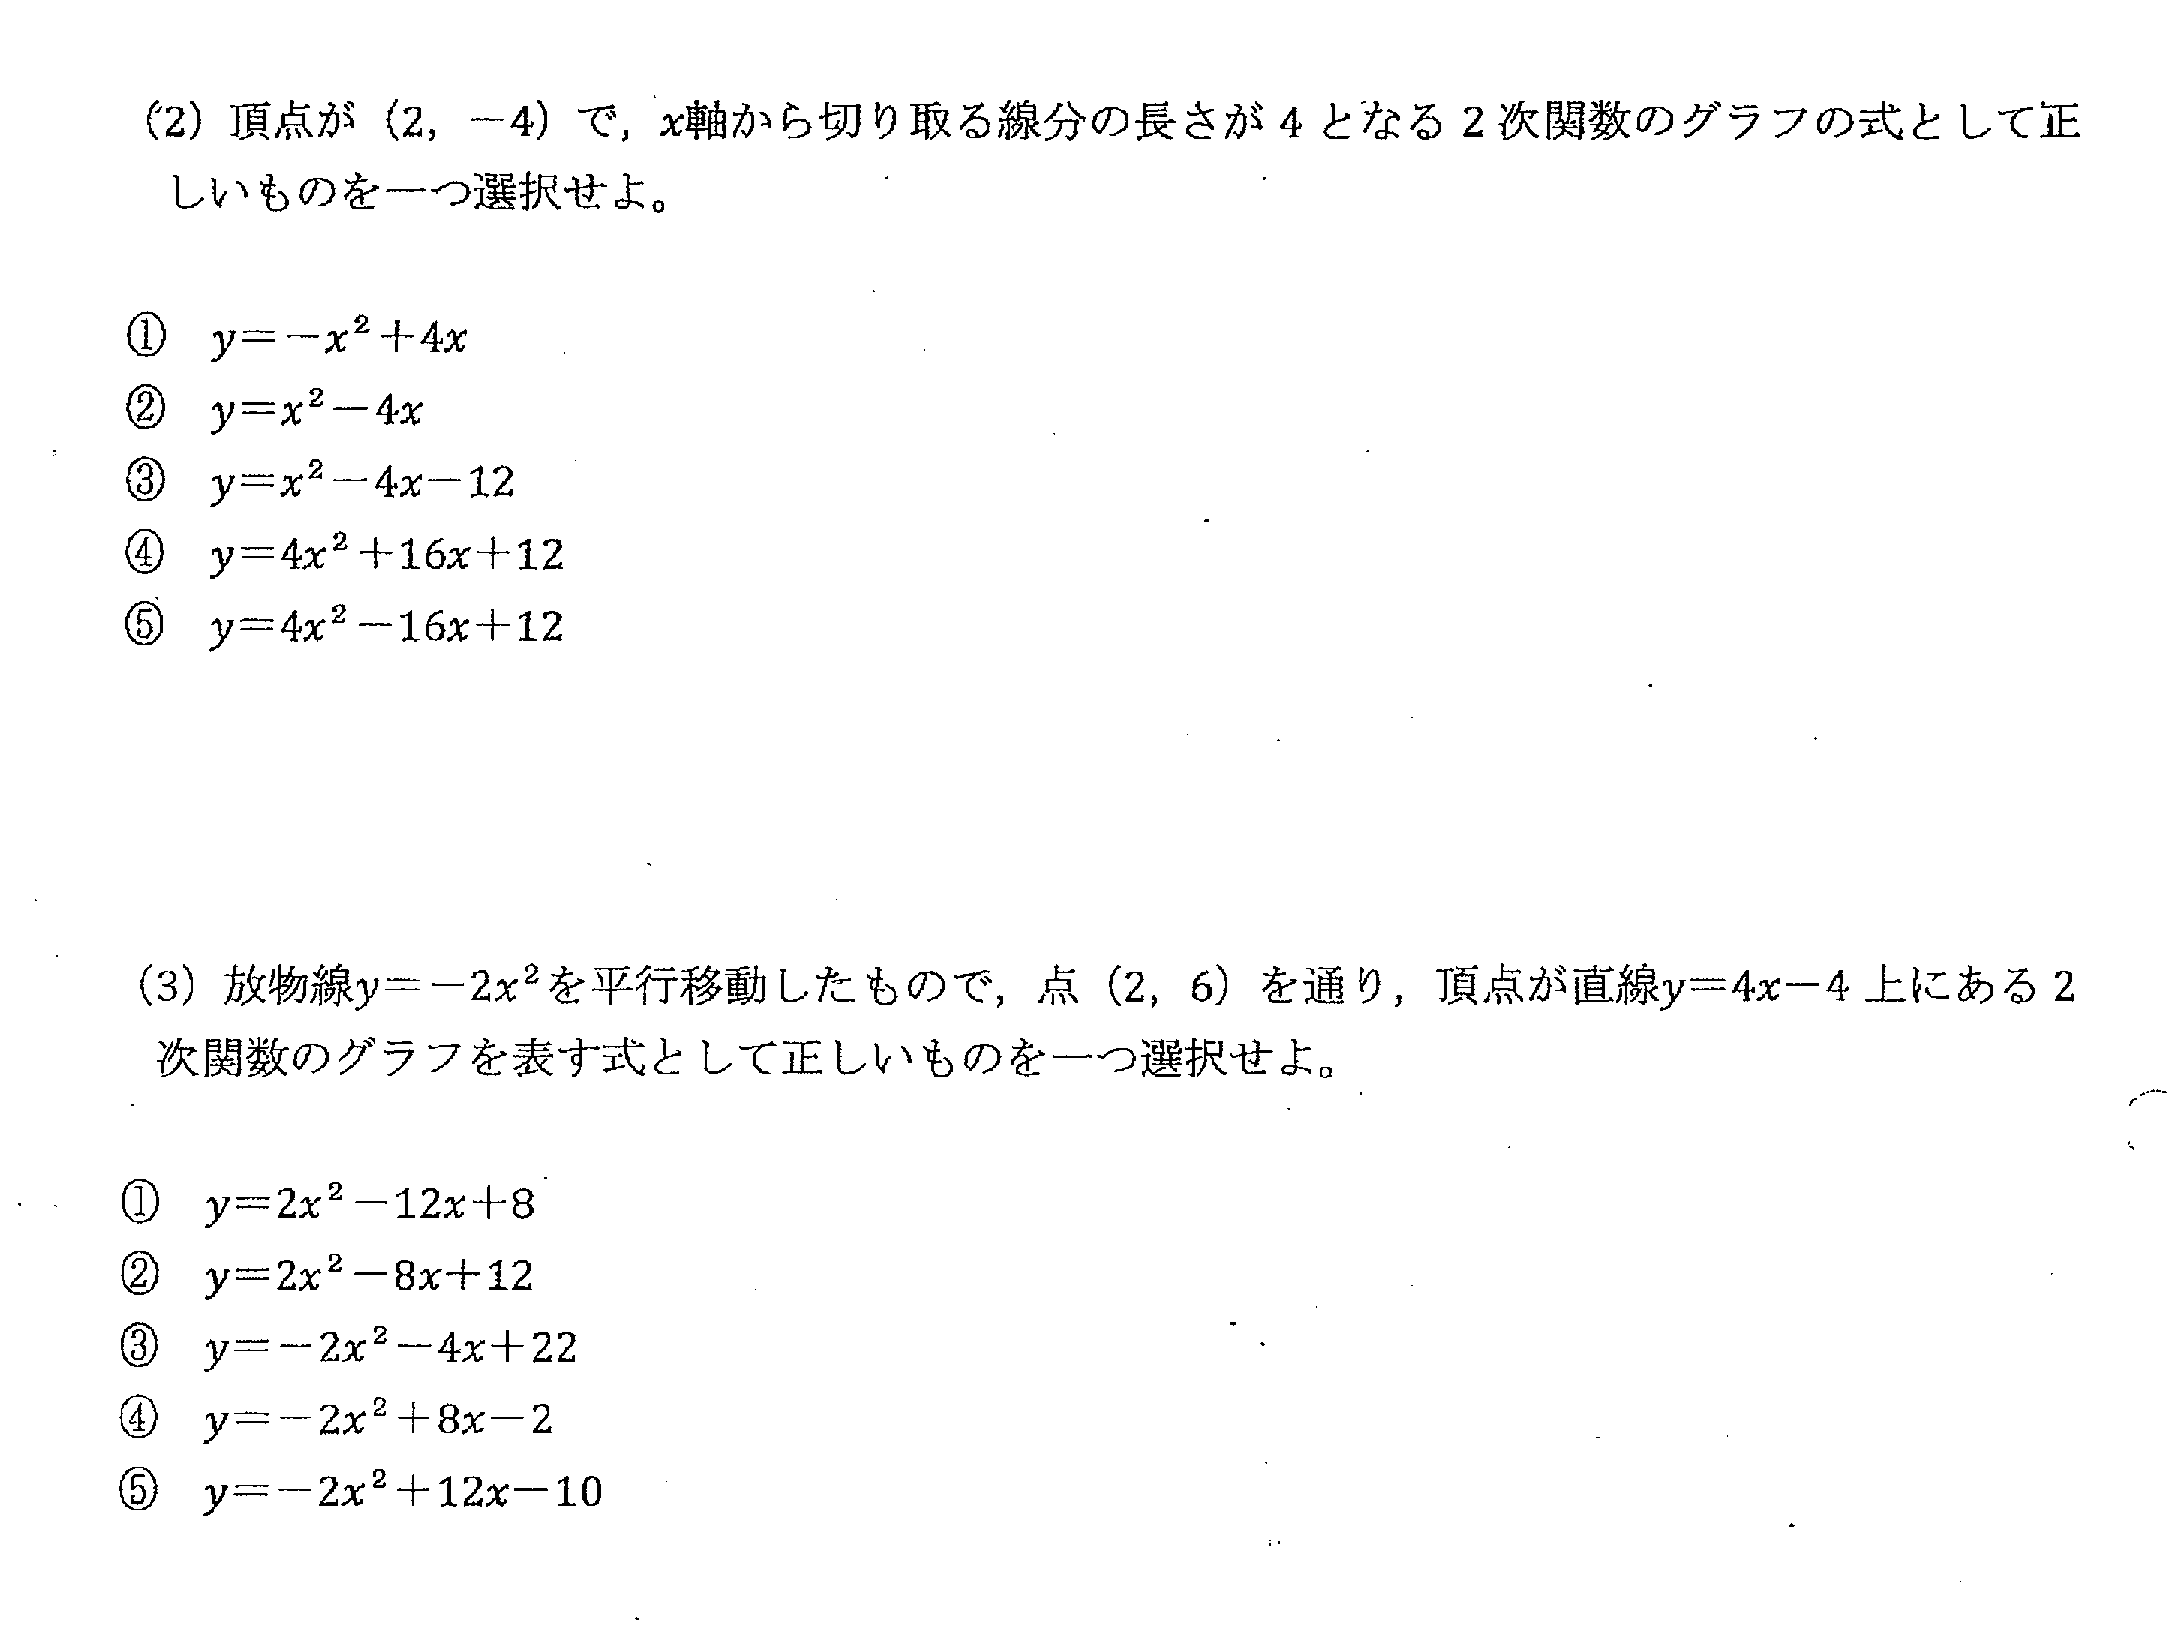 (2) 頂点が (2, －4) で, x軸から切り取る線分の長さが 4 となる 2 次関数のグラフの式として正
しいものを一つ選択せよ。
① y＝－x²＋4x
② y＝x²－4x
③ y＝x²－4x－12
④ y＝4x²＋16x＋12
⑤ y＝4x²－16x＋12
(3) 放物線y＝－2x²を平行移動したもので, 点 (2, 6) を通り, 頂点が直線y＝4x－4 上にある 2
次関数のグラフを表す式として正しいものを一つ選択せよ。
① y＝2x²－12x＋8
② y＝2x²－8x＋12
③ y＝－2x²－4x＋22
④ y＝－2x²＋8x－2
⑤ y＝－2x²＋12x－10